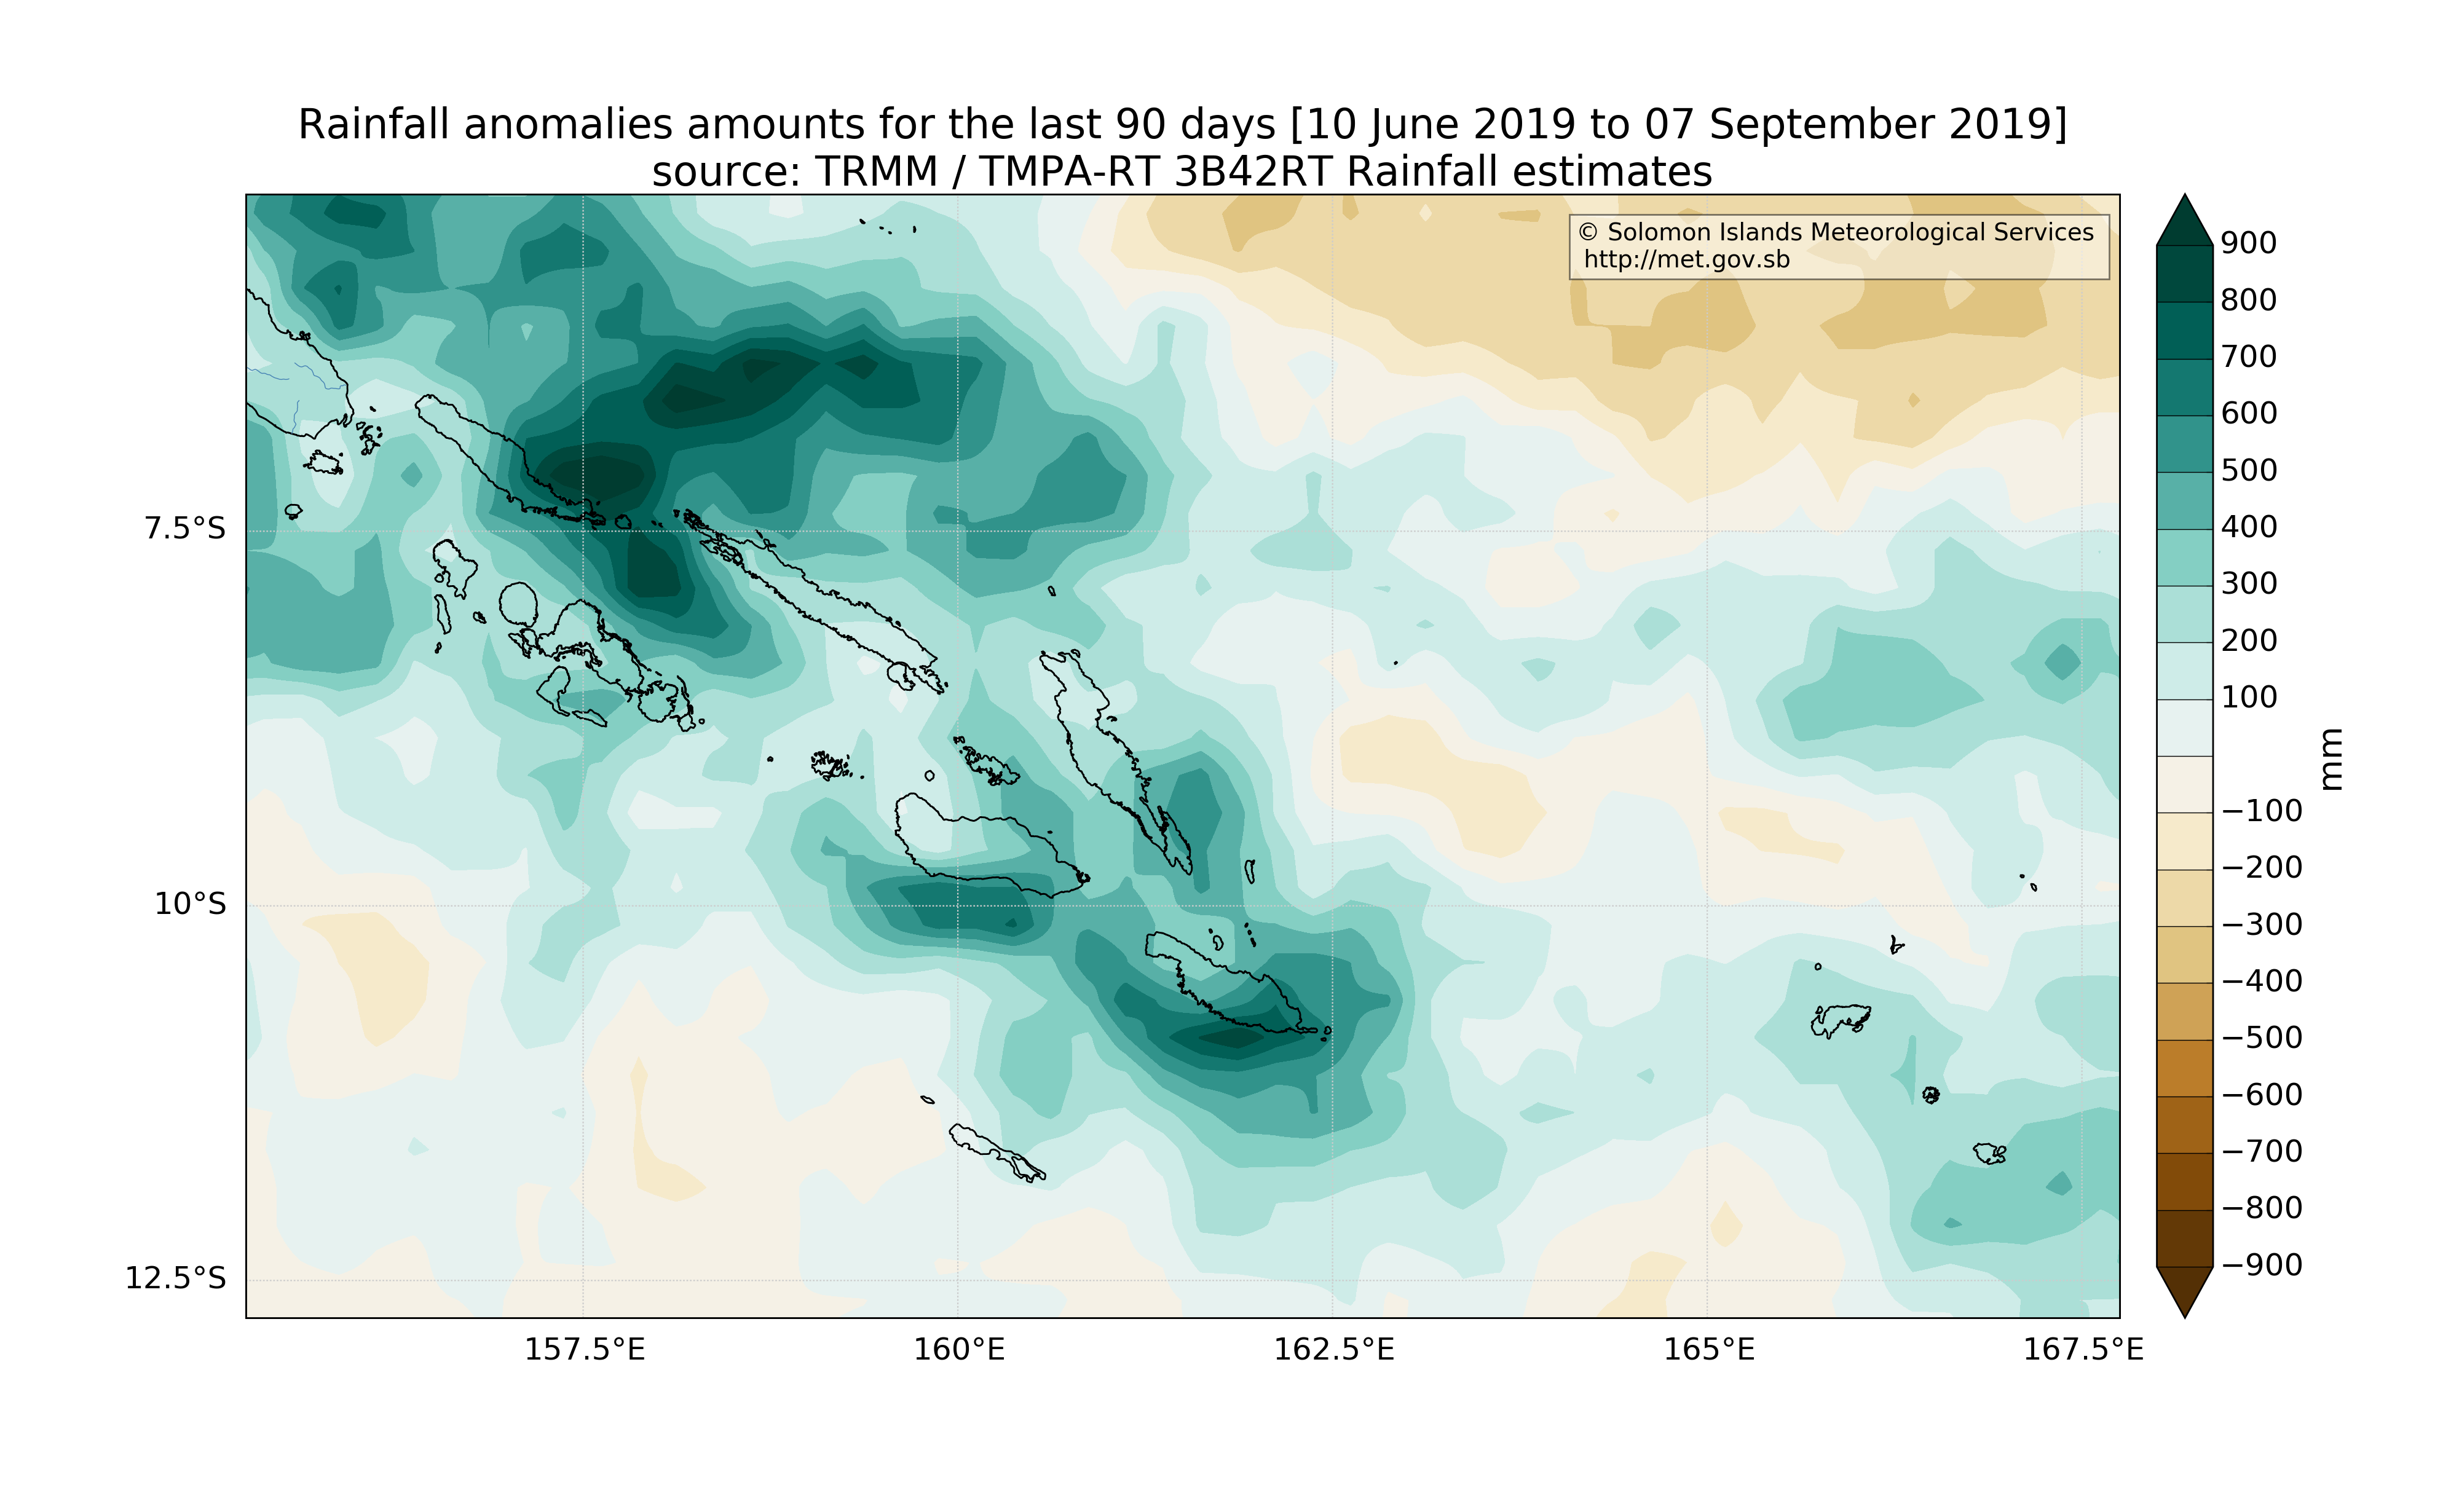 Rainfall anomalies amounts for the last 90 days [10 June 2019 to 07 September 2019]
source: TRMM / TMPA-RT 3B42RT Rainfall estimates
© Solomon Islands Meteorological Services
http://met.gov.sb
7.5°S
10°S
12.5°S
157.5°E
160°E
162.5°E
165°E
167.5°E
900
800
700
600
500
400
300
200
100
−100
−200
−300
−400
−500
−600
−700
−800
−900
mm